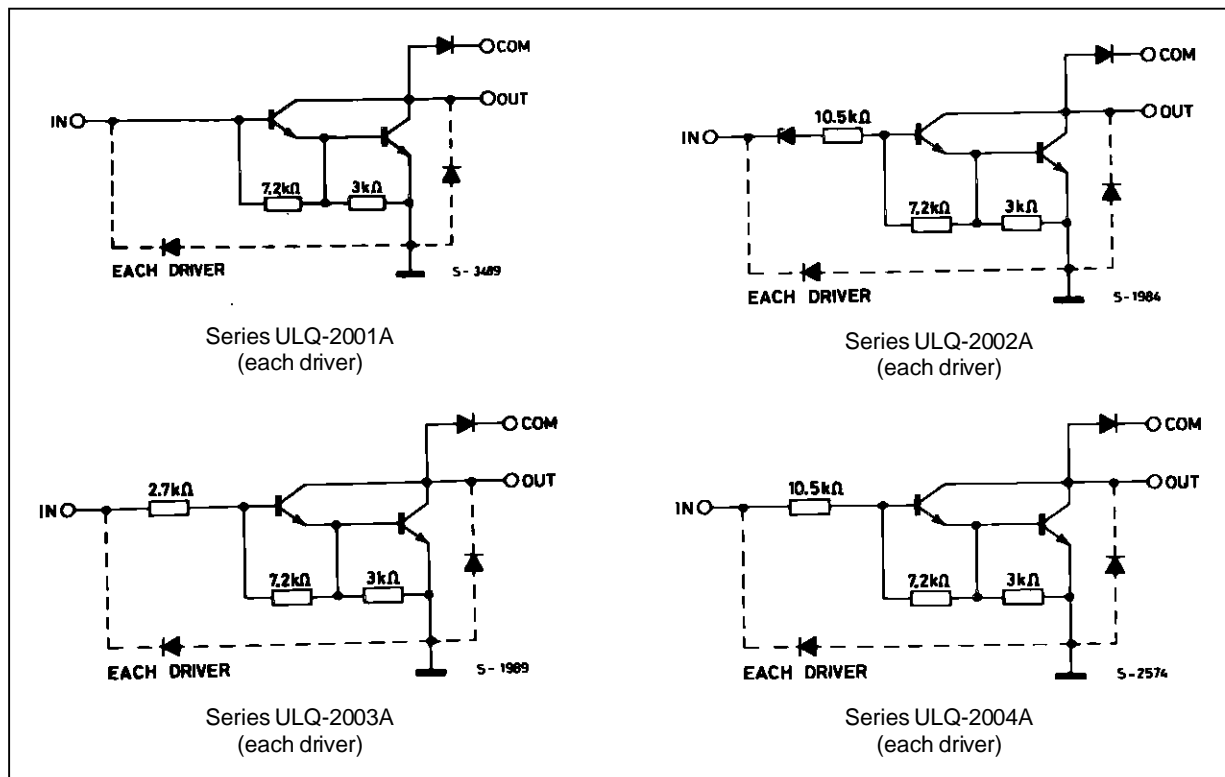 COM
OUT
IN
7.2kΩ 3kΩ
EACH DRIVER
S-3489
Series ULQ-2001A
(each driver)
COM
OUT
10.5kΩ
IN
7.2kΩ 3kΩ
EACH DRIVER
S-1984
Series ULQ-2002A
(each driver)
COM
OUT
2.7kΩ
IN
7.2kΩ 3kΩ
EACH DRIVER
S-1989
Series ULQ-2003A
(each driver)
COM
OUT
10.5kΩ
IN
7.2kΩ 3kΩ
EACH DRIVER
S-2574
Series ULQ-2004A
(each driver)